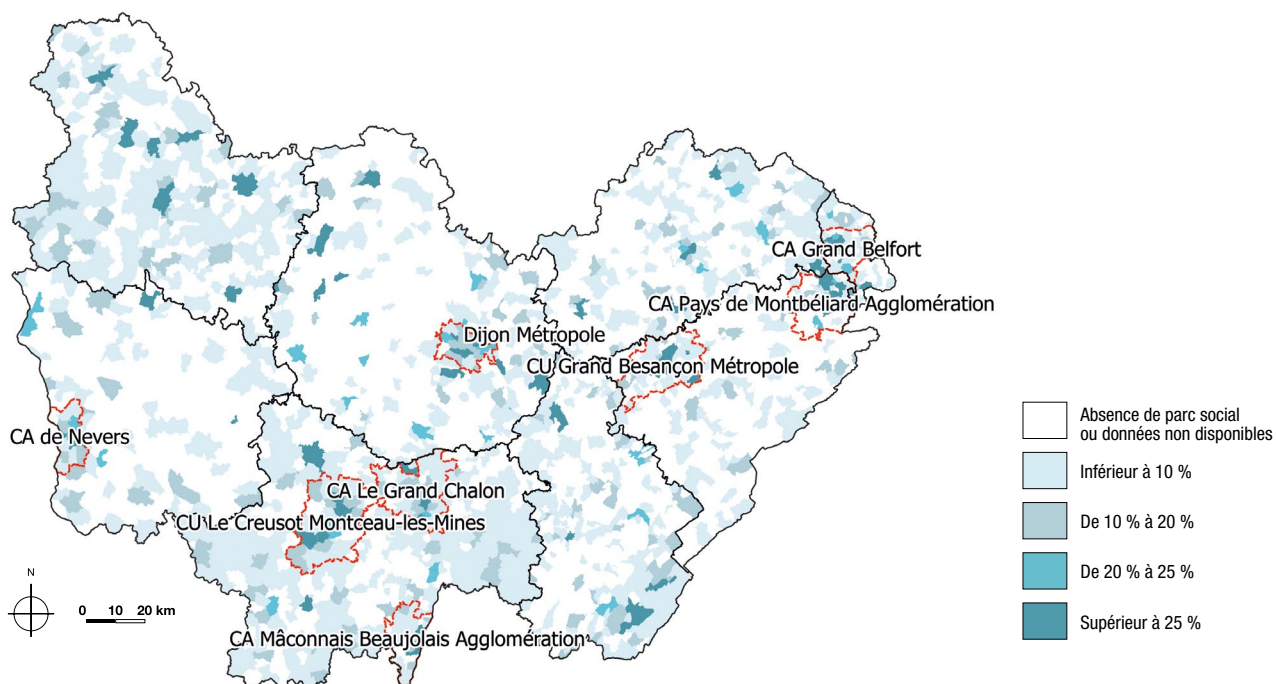 CA Grand Belfort
CA Pays de Montbéliard Agglomération
Dijon Métropole
CU Grand Besançon Métropole
CA de Nevers
CA Le Grand Chalon
CU Le Creusot Montceau-les-Mines
CA Mâconnais Beaujolais Agglomération
N
0 10 20 km
Absence de parc social
ou données non disponibles
Inférieur à 10 %
De 10 % à 20 %
De 20 % à 25 %
Supérieur à 25 %